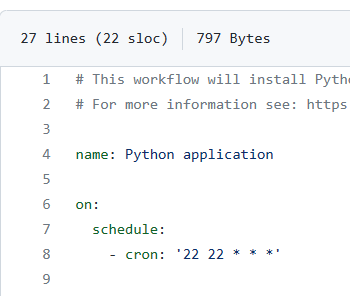 27 lines (22 sloc) 797 Bytes
1 # This workflow will install Pytho
2 # For more information see: https
3
4 name: Python application
5
6 on:
7   schedule:
8     - cron: '22 22 * * *'
9